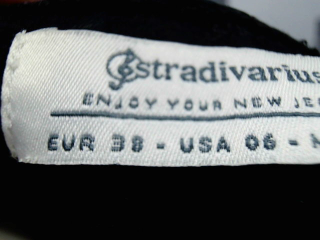 stradivarius
ENJOY YOUR NEW
EUR 38 - USA 06 -